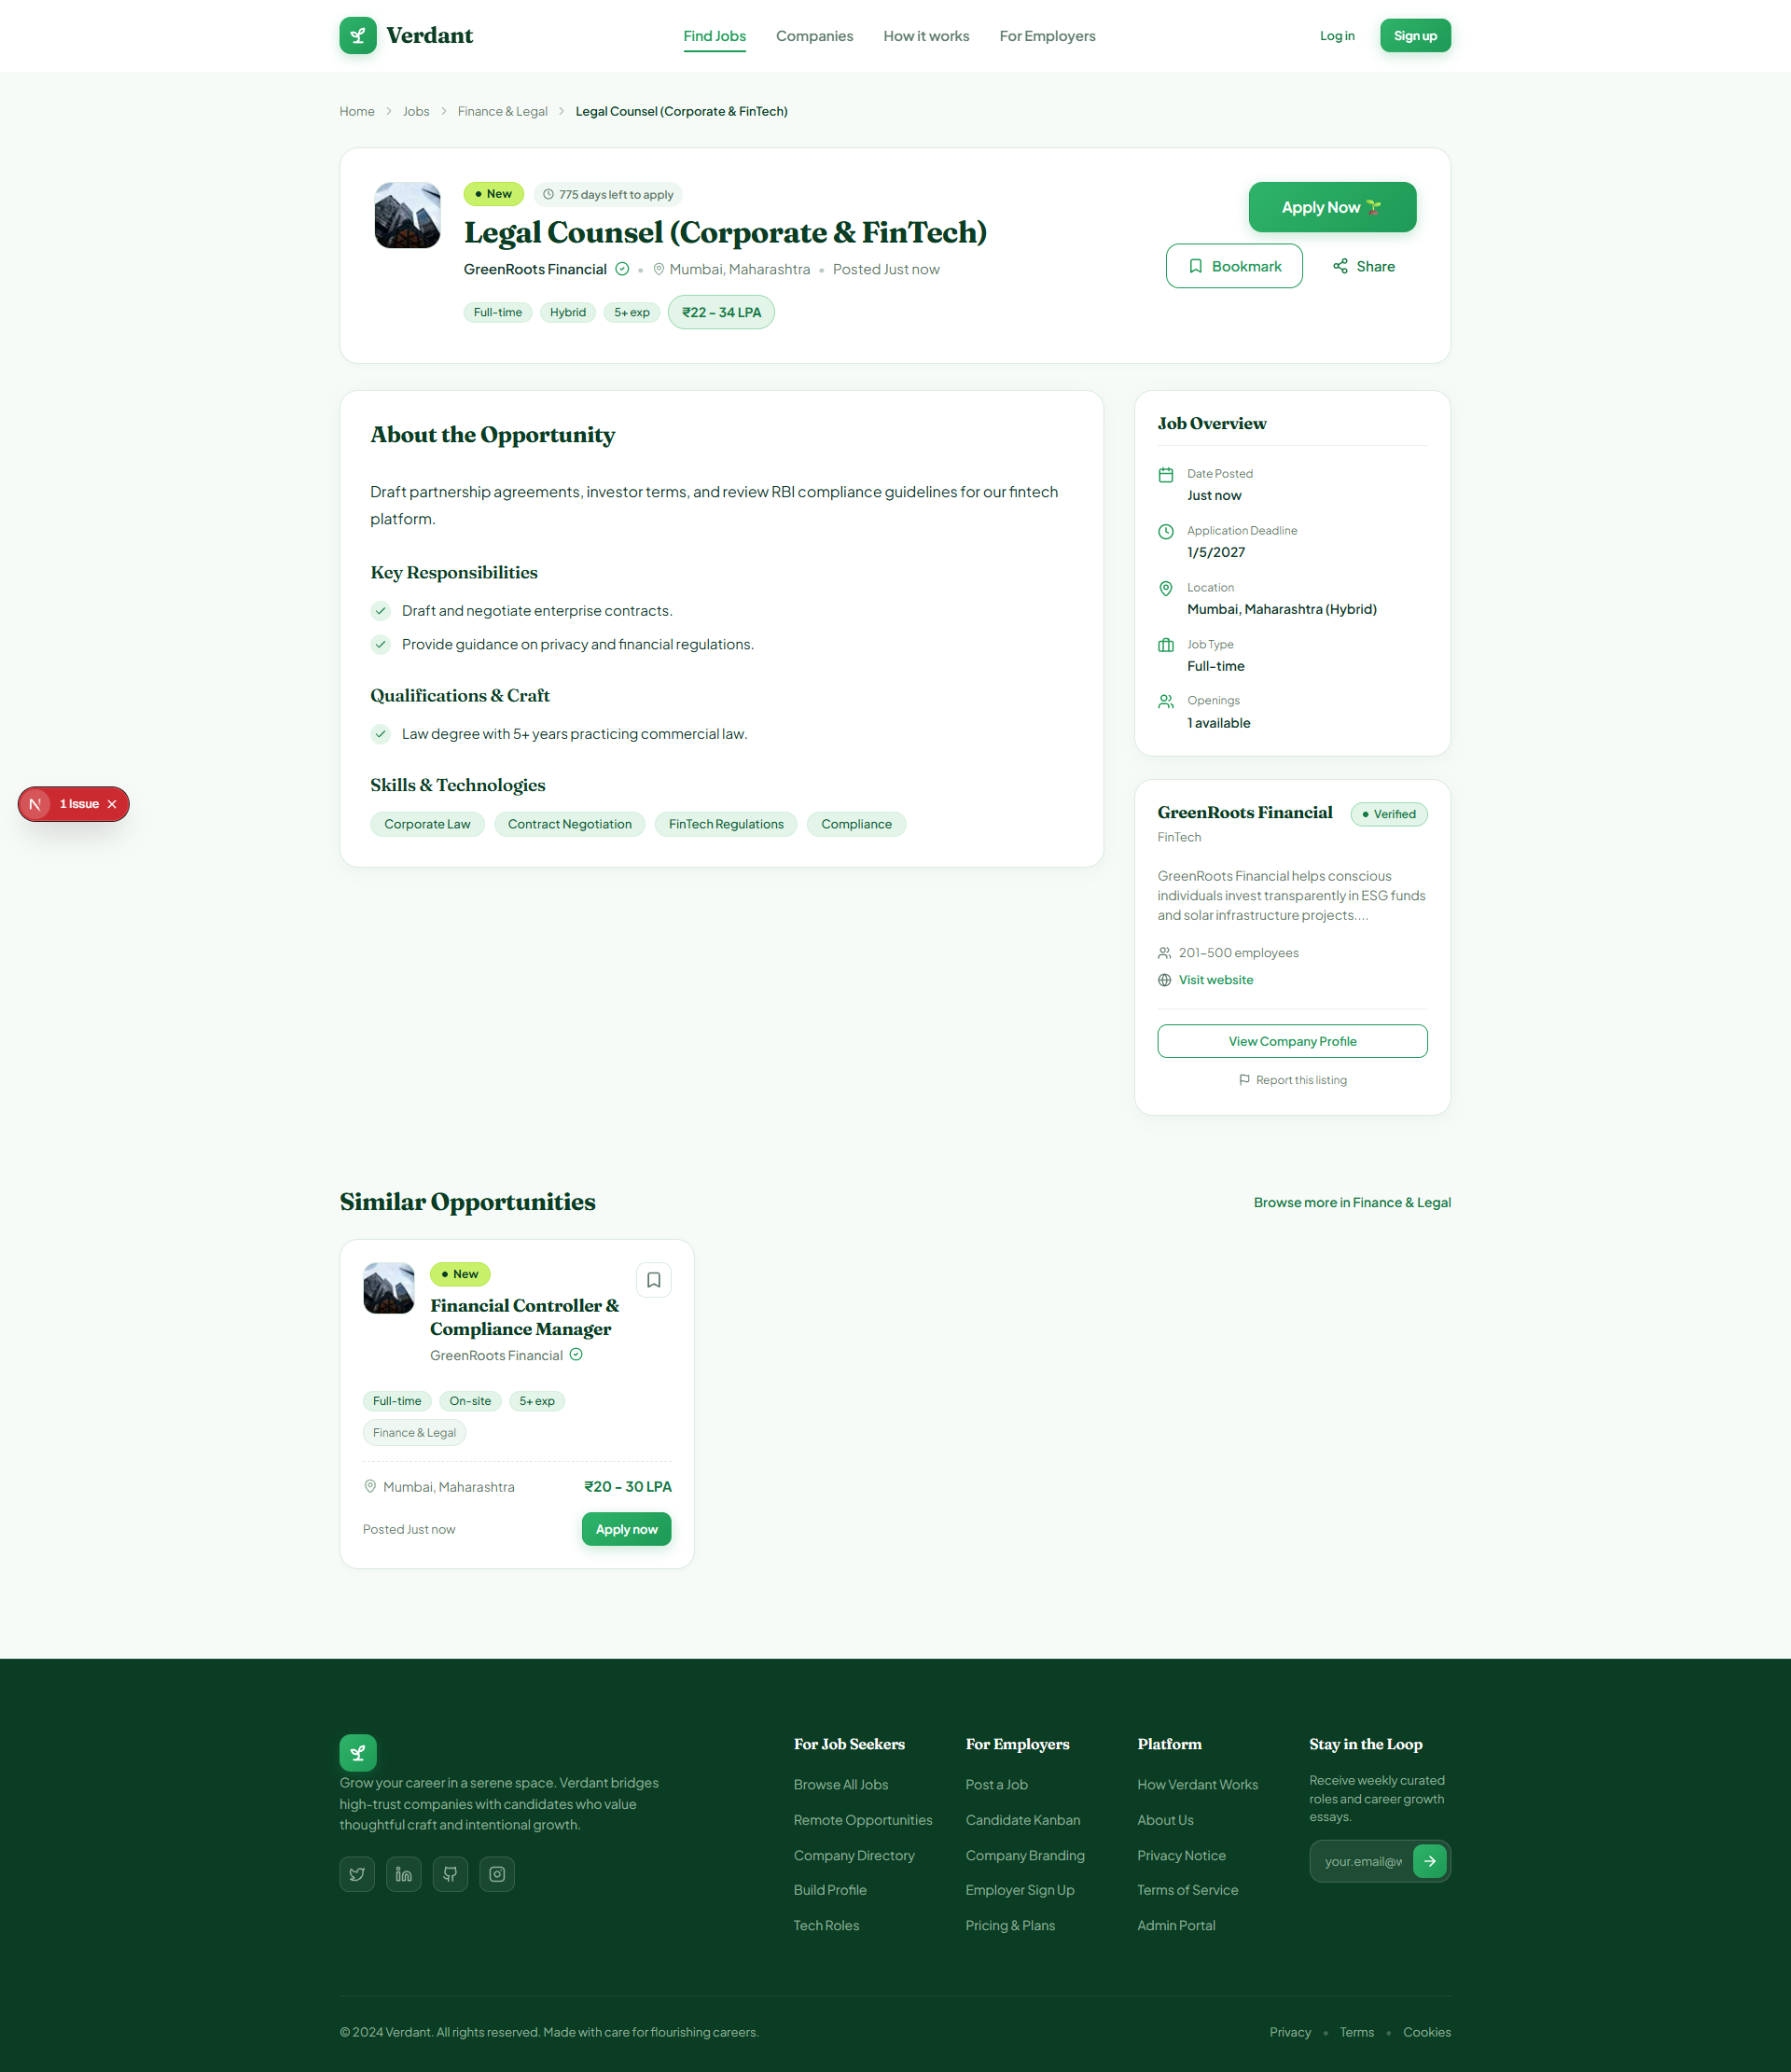 Verdant
Find Jobs
Companies
How it works
For Employers
Log in
Sign up
Home
Jobs
Finance & Legal
Legal Counsel (Corporate & FinTech)
New
775 days left to apply
Legal Counsel (Corporate & FinTech)
GreenRoots Financial • Mumbai, Maharashtra • Posted Just now
Full-time
Hybrid
5+ exp
₹22 – 34 LPA
Apply Now 🌱
Bookmark
Share
About the Opportunity
Draft partnership agreements, investor terms, and review RBI compliance guidelines for our fintech
platform.
Key Responsibilities
Draft and negotiate enterprise contracts.
Provide guidance on privacy and financial regulations.
Qualifications & Craft
Law degree with 5+ years practicing commercial law.
Skills & Technologies
Corporate Law
Contract Negotiation
FinTech Regulations
Compliance
Job Overview
Date Posted
Just now
Application Deadline
1/5/2027
Location
Mumbai, Maharashtra (Hybrid)
Job Type
Full-time
Openings
1 available
N
1 Issue
GreenRoots Financial
Verified
FinTech
GreenRoots Financial helps conscious
individuals invest transparently in ESG funds
and solar infrastructure projects....
201–500 employees
Visit website
View Company Profile
Report this listing
Similar Opportunities
Browse more in Finance & Legal
New
Financial Controller &
Compliance Manager
GreenRoots Financial
Full-time
On-site
5+ exp
Finance & Legal
Mumbai, Maharashtra
₹20 – 30 LPA
Posted Just now
Apply now
Grow your career in a serene space. Verdant bridges
high-trust companies with candidates who value
thoughtful craft and intentional growth.
For Job Seekers
Browse All Jobs
Remote Opportunities
Company Directory
Build Profile
Tech Roles
For Employers
Post a Job
Candidate Kanban
Company Branding
Employer Sign Up
Pricing & Plans
Platform
How Verdant Works
About Us
Privacy Notice
Terms of Service
Admin Portal
Stay in the Loop
Receive weekly curated
roles and career growth
essays.
your.email@w
© 2024 Verdant. All rights reserved. Made with care for flourishing careers.
Privacy • Terms • Cookies